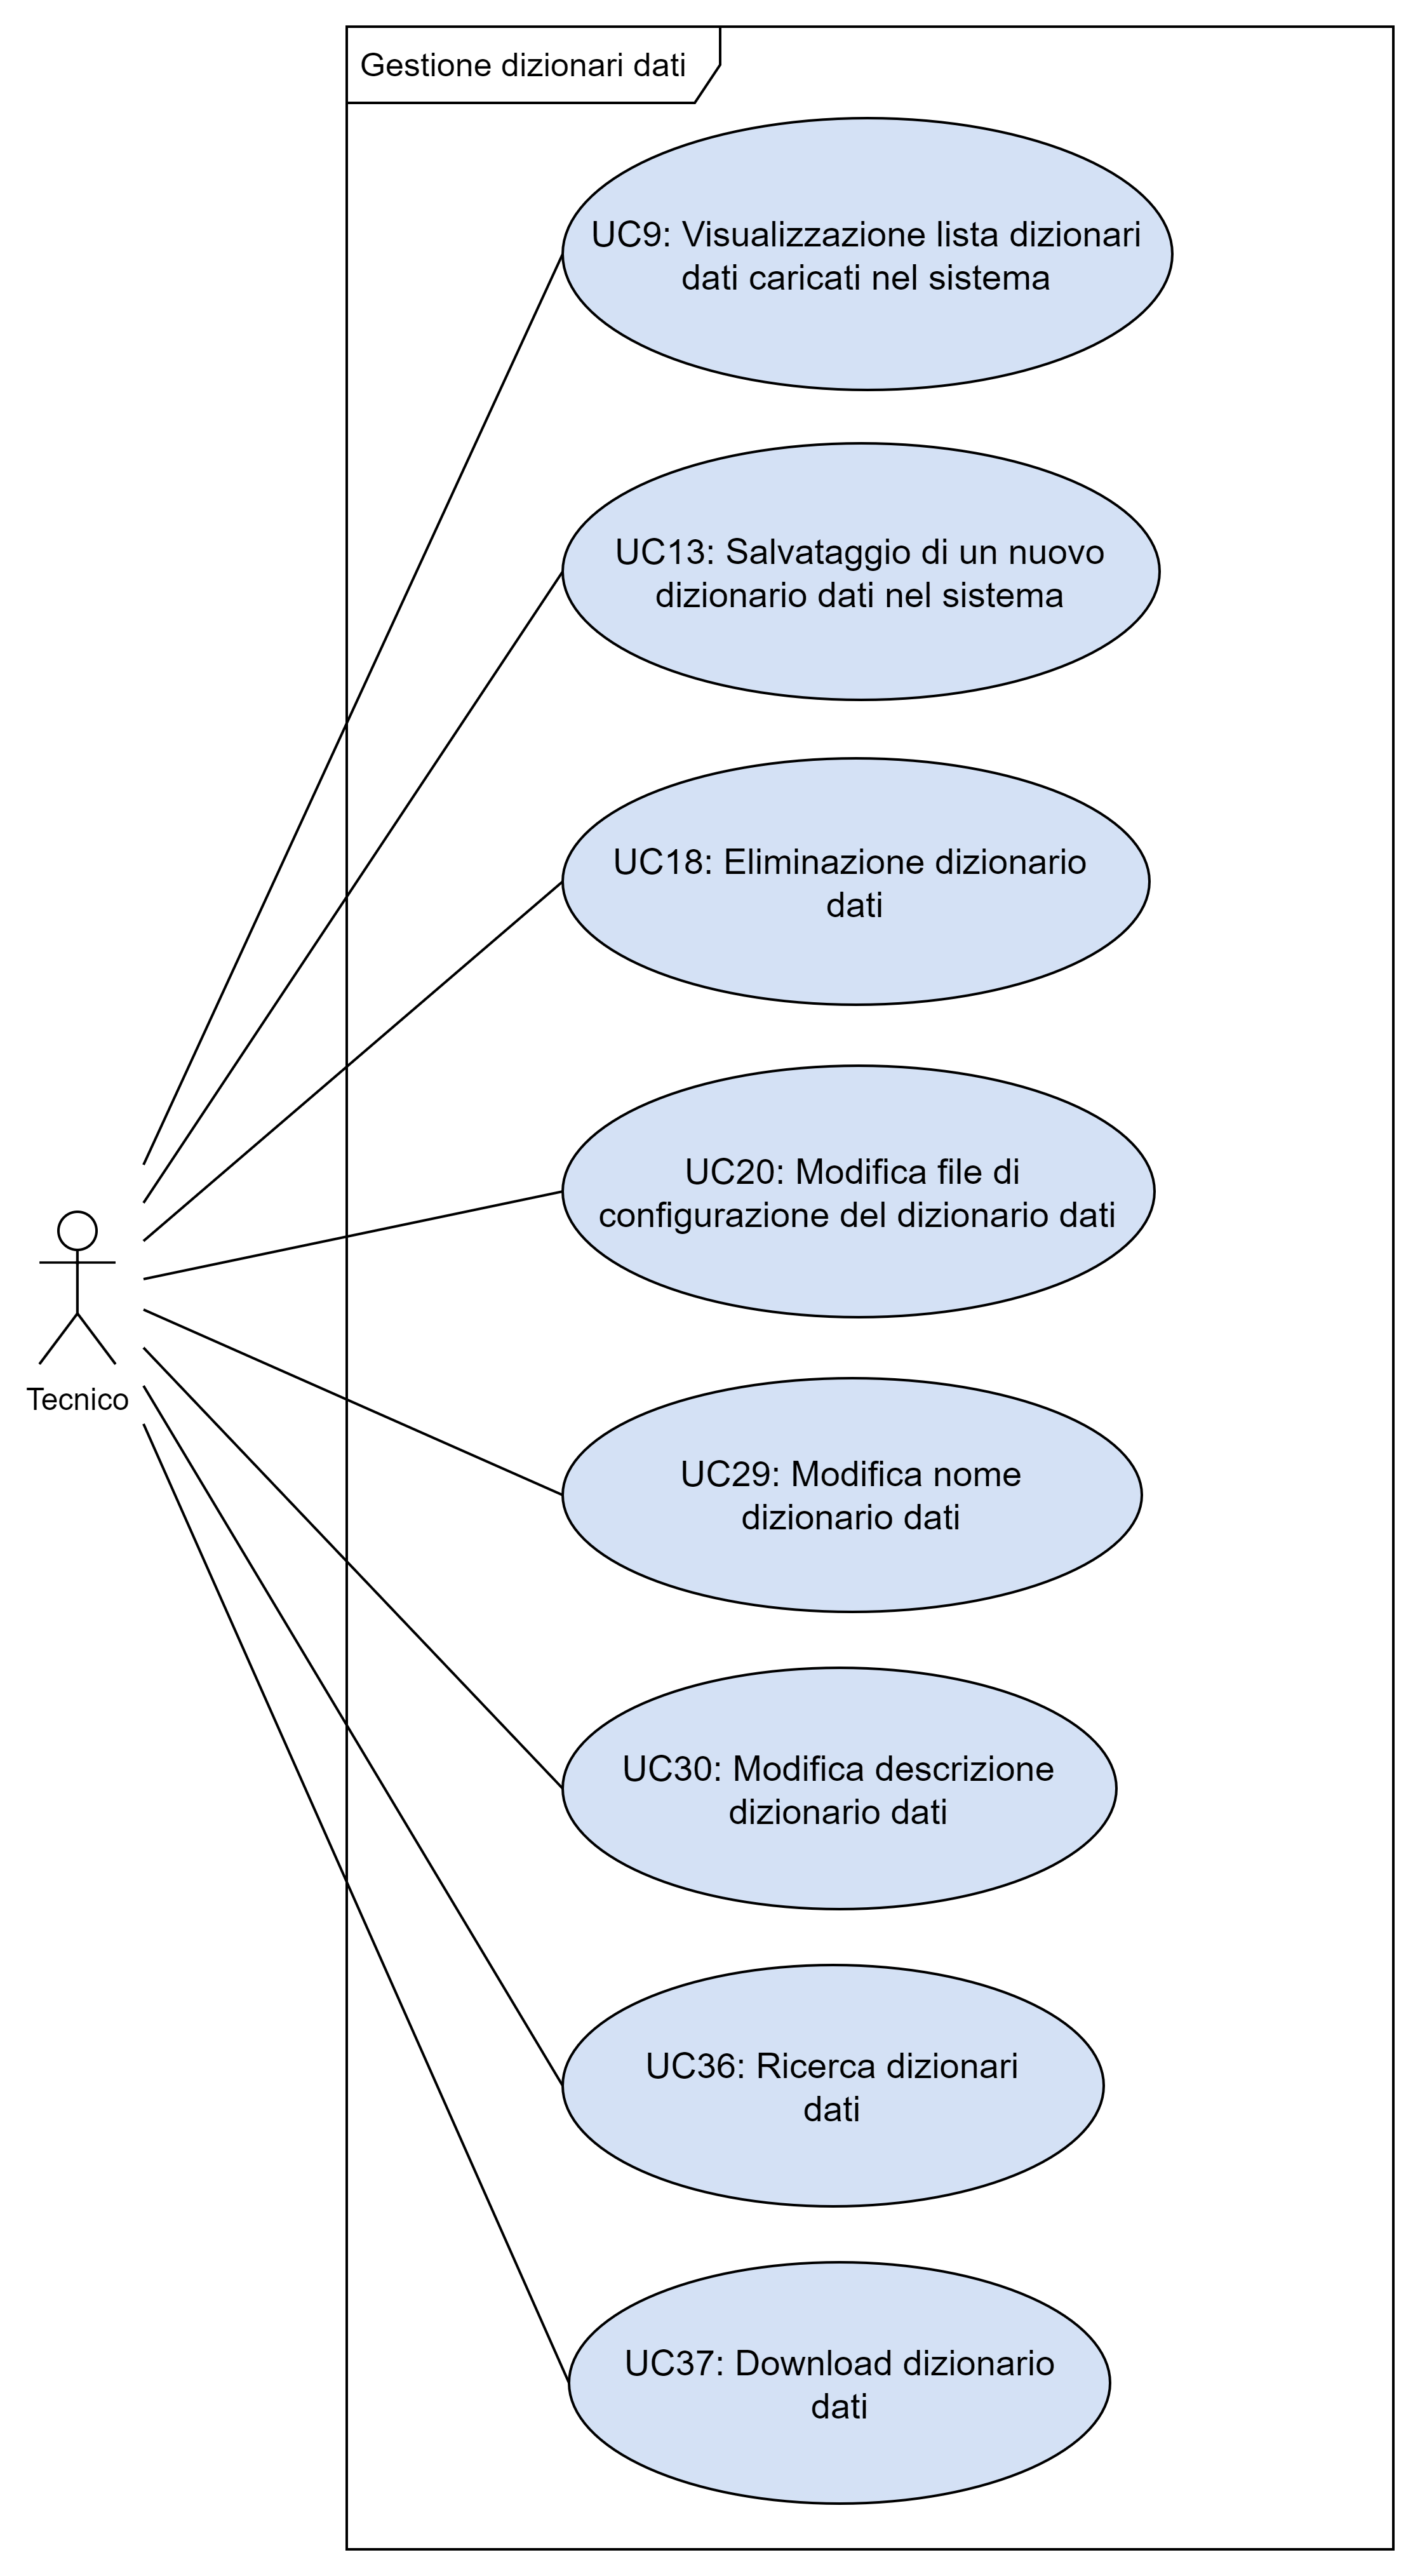 Gestione dizionari dati
UC9: Visualizzazione lista dizionari
dati caricati nel sistema
UC13: Salvataggio di un nuovo
dizionario dati nel sistema
UC18: Eliminazione dizionario
dati
UC20: Modifica file di
configurazione del dizionario dati
Tecnico
UC29: Modifica nome
dizionario dati
UC30: Modifica descrizione
dizionario dati
UC36: Ricerca dizionari
dati
UC37: Download dizionario
dati